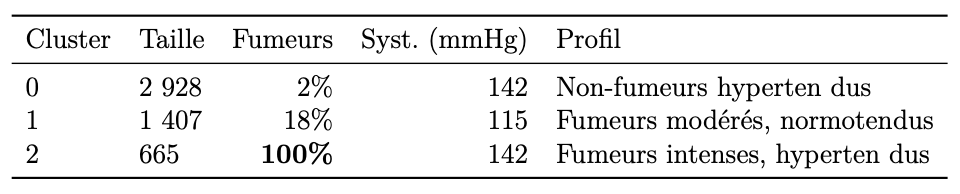 Cluster Taille Fumeurs Syst. (mmHg) Profil
0 2 928 2% 142 Non-fumeurs hyperten dus
1 1 407 18% 115 Fumeurs modérés, normotendus
2 665 100% 142 Fumeurs intenses, hyperten dus